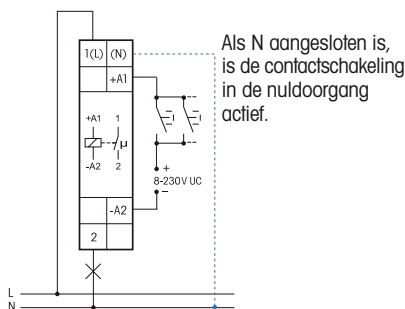 1(L) (N)
+A1
+A1 1
µ
-A2 2
+
8-230V UC
−
-A2
2
L
N
Als N aangesloten is,
is de contactschakeling
in de nuldoorgang
actief.